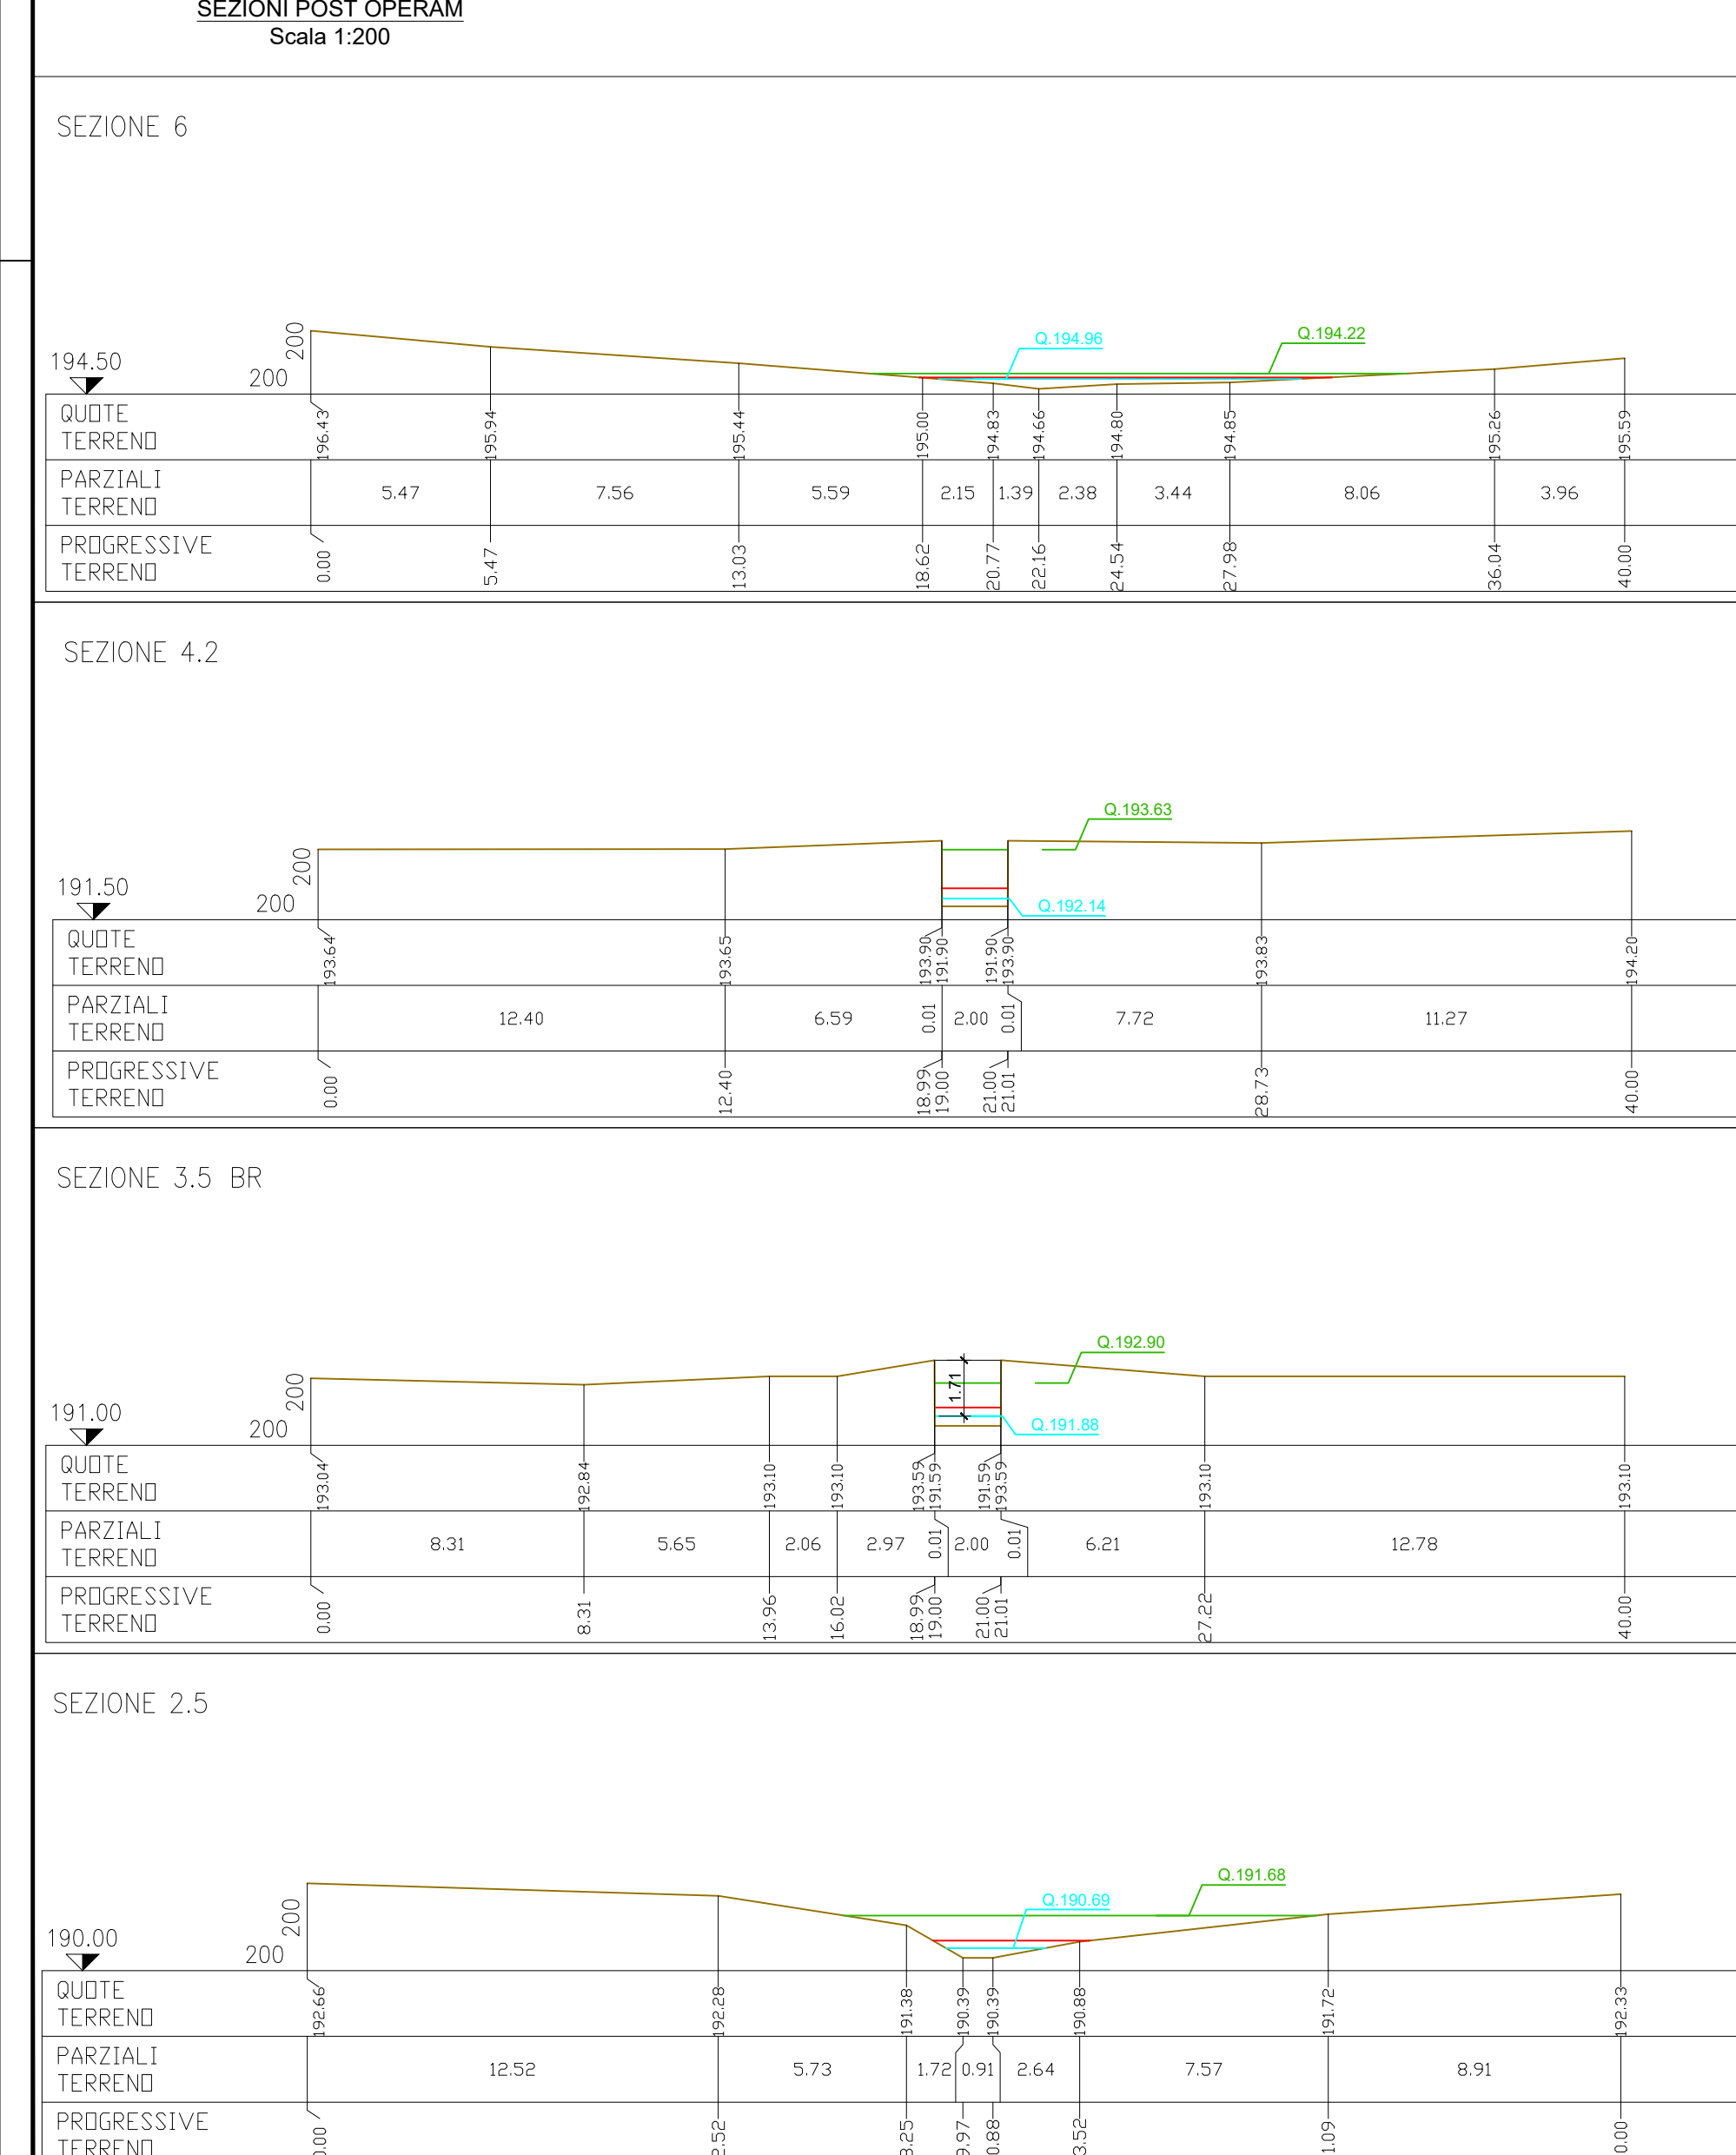 SEZIONI POST OPERAM
Scala 1:200
SEZIONE 6
194.50
200
200
Q.194.96
Q.194.22
QUOTE
TERRENO
196.43 195.94 195.44 195.00 194.83 194.66 194.80 194.85 195.26 195.59
PARZIALI
TERRENO
5.47 7.56 5.59 2.15 1.39 2.38 3.44 8.06 3.96
PROGRESSIVE
TERRENO
0.00 5.47 13.03 18.62 20.77 22.16 24.54 27.98 36.04 40.00
SEZIONE 4.2
191.50
200
200
Q.193.63
Q.192.14
QUOTE
TERRENO
193.64 193.65 193.90 191.90 191.90 193.90 193.83 194.20
PARZIALI
TERRENO
12.40 6.59 0.01 2.00 0.01 7.72 11.27
PROGRESSIVE
TERRENO
0.00 12.40 18.99 19.00 21.00 21.01 28.73 40.00
SEZIONE 3.5 BR
191.00
200
200
1.71
Q.192.90
Q.191.88
QUOTE
TERRENO
193.04 192.84 193.10 193.10 193.59 191.59 191.59 193.59 193.10 193.10
PARZIALI
TERRENO
8.31 5.65 2.06 2.97 0.01 2.00 0.01 6.21 12.78
PROGRESSIVE
TERRENO
0.00 8.31 13.96 16.02 18.99 19.00 21.00 21.01 27.22 40.00
SEZIONE 2.5
190.00
200
200
Q.190.69
Q.191.68
QUOTE
TERRENO
192.66 192.28 191.38 190.39 190.39 190.88 191.72 192.33
PARZIALI
TERRENO
12.52 5.73 1.72 0.91 2.64 7.57 8.91
PROGRESSIVE
TERRENO